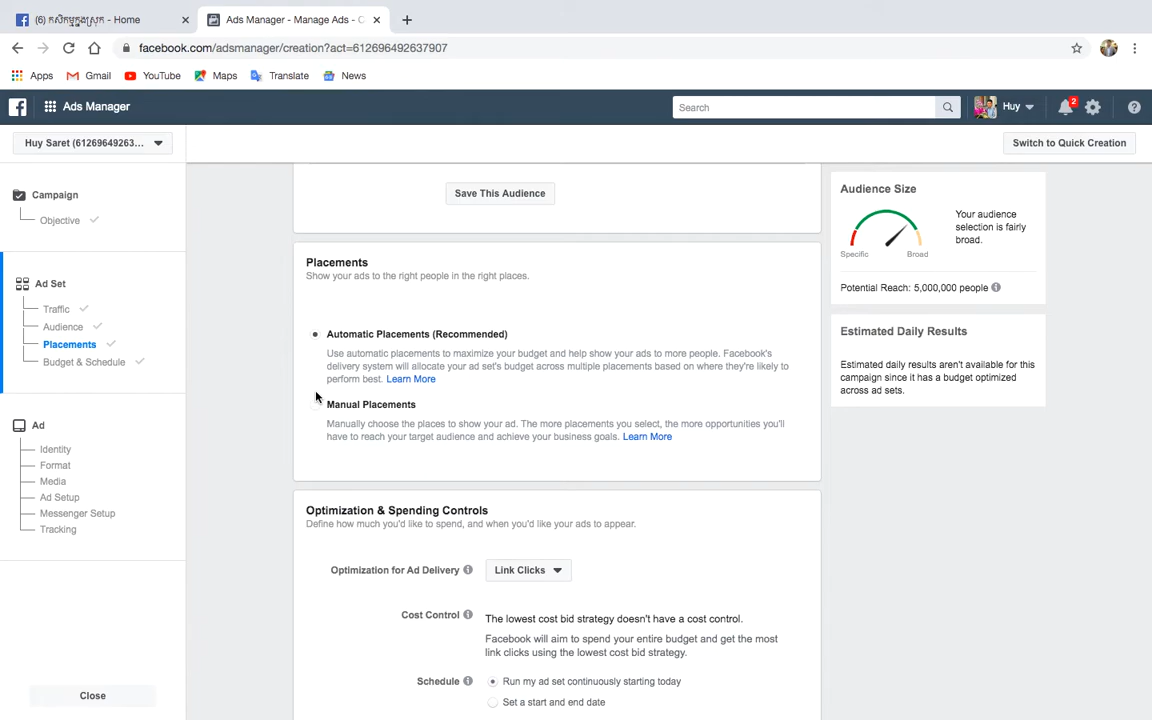 (6) កសិកម្មក្នុងស្រុក - Home
Ads Manager - Manage Ads - C
facebook.com/adsmanager/creation?act=612696492637907
Apps
Gmail
YouTube
Maps
Translate
News
Ads Manager
Search
Huy
2
Huy Saret (61269649263...
Switch to Quick Creation
Campaign
Objective
Ad Set
Traffic
Audience
Placements
Budget & Schedule
Ad
Identity
Format
Media
Ad Setup
Messenger Setup
Tracking
Close
Save This Audience
Placements
Show your ads to the right people in the right places.
Automatic Placements (Recommended)
Use automatic placements to maximize your budget and help show your ads to more people. Facebook's
delivery system will allocate your ad set's budget across multiple placements based on where they're likely to
perform best. Learn More
Manual Placements
Manually choose the places to show your ad. The more placements you select, the more opportunities you'll
have to reach your target audience and achieve your business goals. Learn More
Optimization & Spending Controls
Define how much you'd like to spend, and when you'd like your ads to appear.
Optimization for Ad Delivery
Link Clicks
Cost Control
The lowest cost bid strategy doesn't have a cost control.
Facebook will aim to spend your entire budget and get the most
link clicks using the lowest cost bid strategy.
Schedule
Run my ad set continuously starting today
Set a start and end date
Audience Size
Your audience
selection is fairly
broad.
Specific
Broad
Potential Reach: 5,000,000 people
Estimated Daily Results
Estimated daily results aren't available for this
campaign since it has a budget optimized
across ad sets.